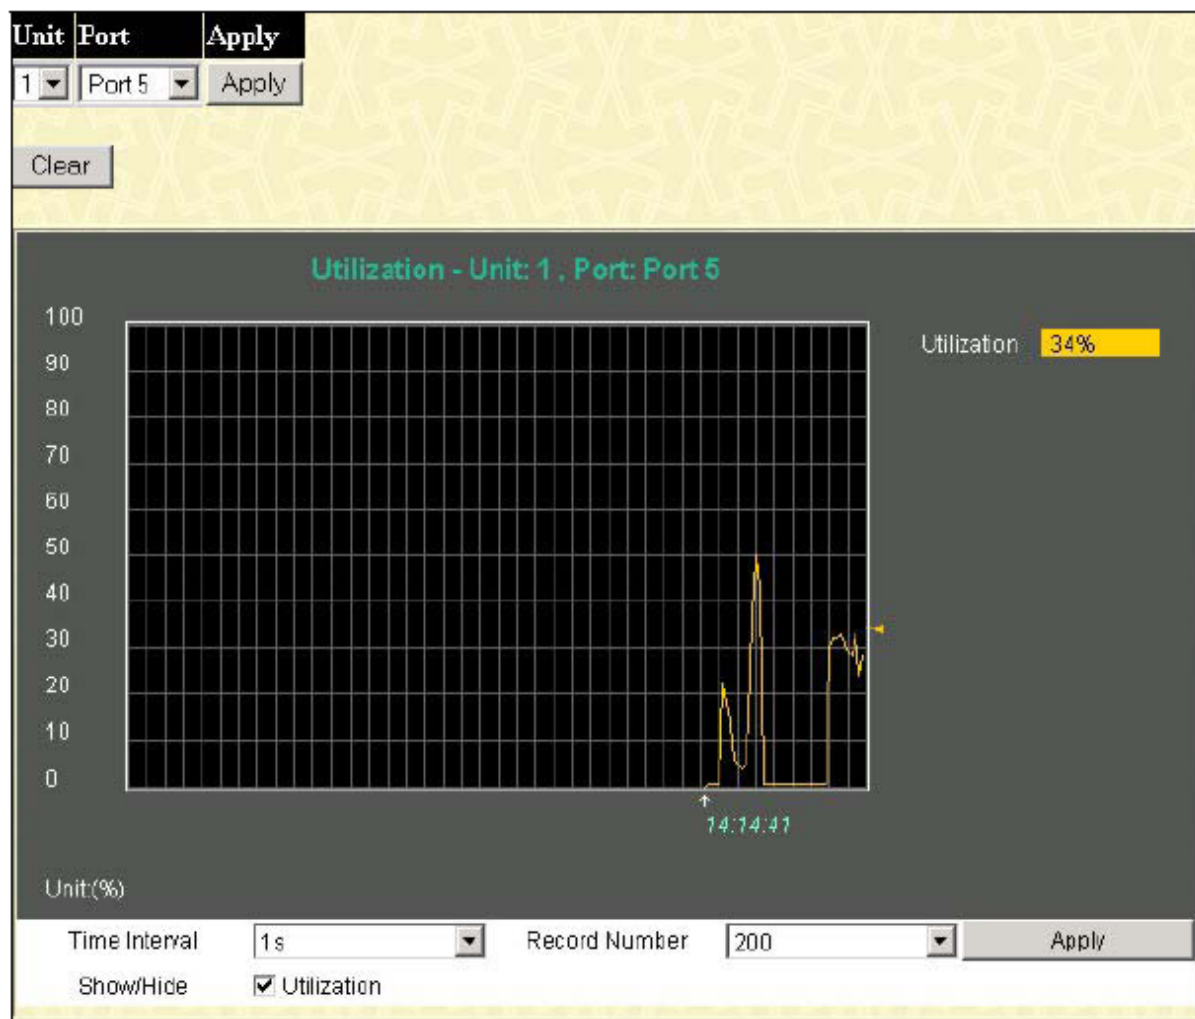 Unit Port Apply
1 Port 5 Apply
Clear
Utilization - Unit: 1 , Port: Port 5
100
Utilization 34%
90
80
70
60
50
40
30
20
10
0
14:14:41
Unit:(%)
Time Interval 1s Record Number 200 Apply
Show/Hide Utilization